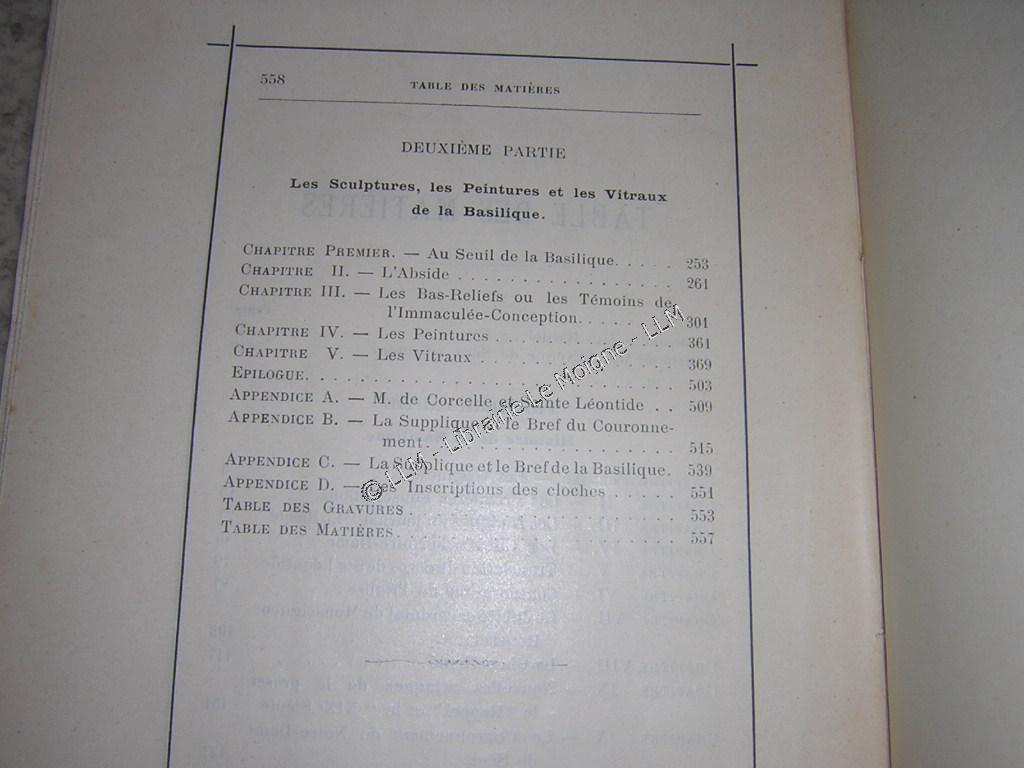 558
TABLE DES MATIÈRES
DEUXIÈME PARTIE
Les Sculptures, les Peintures et les Vitraux
de la Basilique.
CHAPITRE PREMIER. — Au Seuil de la Basilique. . . . . 253
CHAPITRE II. — L'Abside . . . . . . . . . . . . . . . 261
CHAPITRE III. — Les Bas-Reliefs ou les Témoins de
l'Immaculée-Conception. . . . . . . . 301
CHAPITRE IV. — Les Peintures . . . . . . . . . . . . . 361
CHAPITRE V. — Les Vitraux . . . . . . . . . . . . . . 369
EPILOGUE. . . . . . . . . . . . . . . . . . . . . . . 503
APPENDICE A. — M. de Corcelle et Sainte Léontide . . 509
APPENDICE B. — La Supplique et le Bref du Couronne-
ment. . . . . . . . . . . . . . . . . 515
APPENDICE C. — La Supplique et le Bref de la Basilique. 539
APPENDICE D. — Les Inscriptions des cloches . . . . . 551
TABLE DES GRAVURES . . . . . . . . . . . . . . . . . . 553
TABLE DES MATIÈRES. . . . . . . . . . . . . . . . . . 557
© LLM - Librairie Le Moigne - LLM